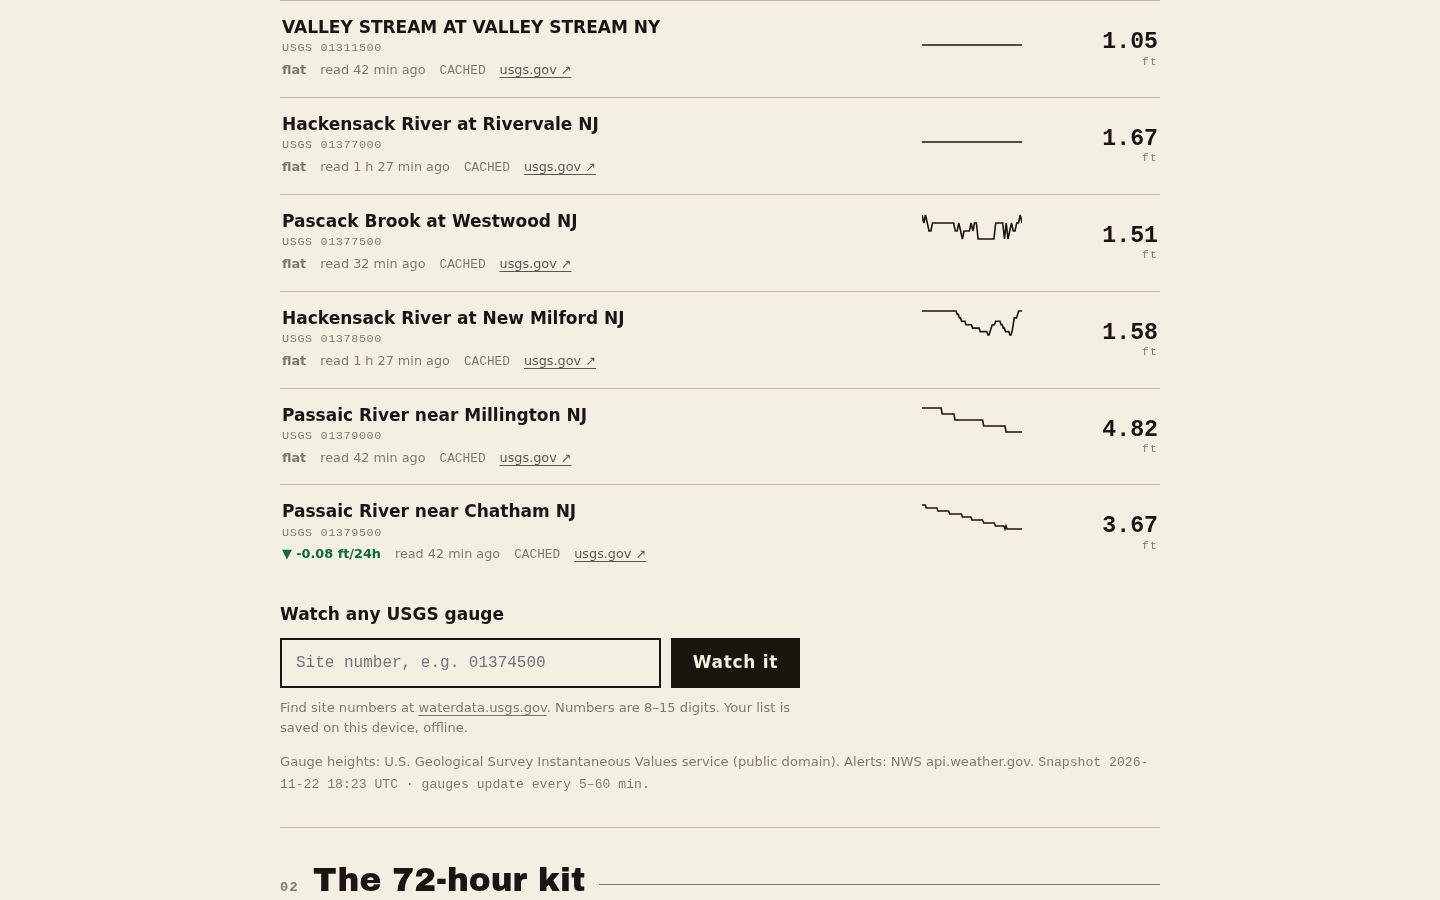 VALLEY STREAM AT VALLEY STREAM NY
USGS 01311500
flat read 42 min ago CACHED usgs.gov ↗
1.05
ft
Hackensack River at Rivervale NJ
USGS 01377000
flat read 1 h 27 min ago CACHED usgs.gov ↗
1.67
ft
Pascack Brook at Westwood NJ
USGS 01377500
flat read 32 min ago CACHED usgs.gov ↗
1.51
ft
Hackensack River at New Milford NJ
USGS 01378500
flat read 1 h 27 min ago CACHED usgs.gov ↗
1.58
ft
Passaic River near Millington NJ
USGS 01379000
flat read 42 min ago CACHED usgs.gov ↗
4.82
ft
Passaic River near Chatham NJ
USGS 01379500
▼ -0.08 ft/24h read 42 min ago CACHED usgs.gov ↗
3.67
ft
Watch any USGS gauge
Site number, e.g. 01374500
Watch it
Find site numbers at waterdata.usgs.gov. Numbers are 8–15 digits. Your list is
saved on this device, offline.
Gauge heights: U.S. Geological Survey Instantaneous Values service (public domain). Alerts: NWS api.weather.gov. Snapshot 2026-
11-22 18:23 UTC · gauges update every 5–60 min.
02 The 72-hour kit